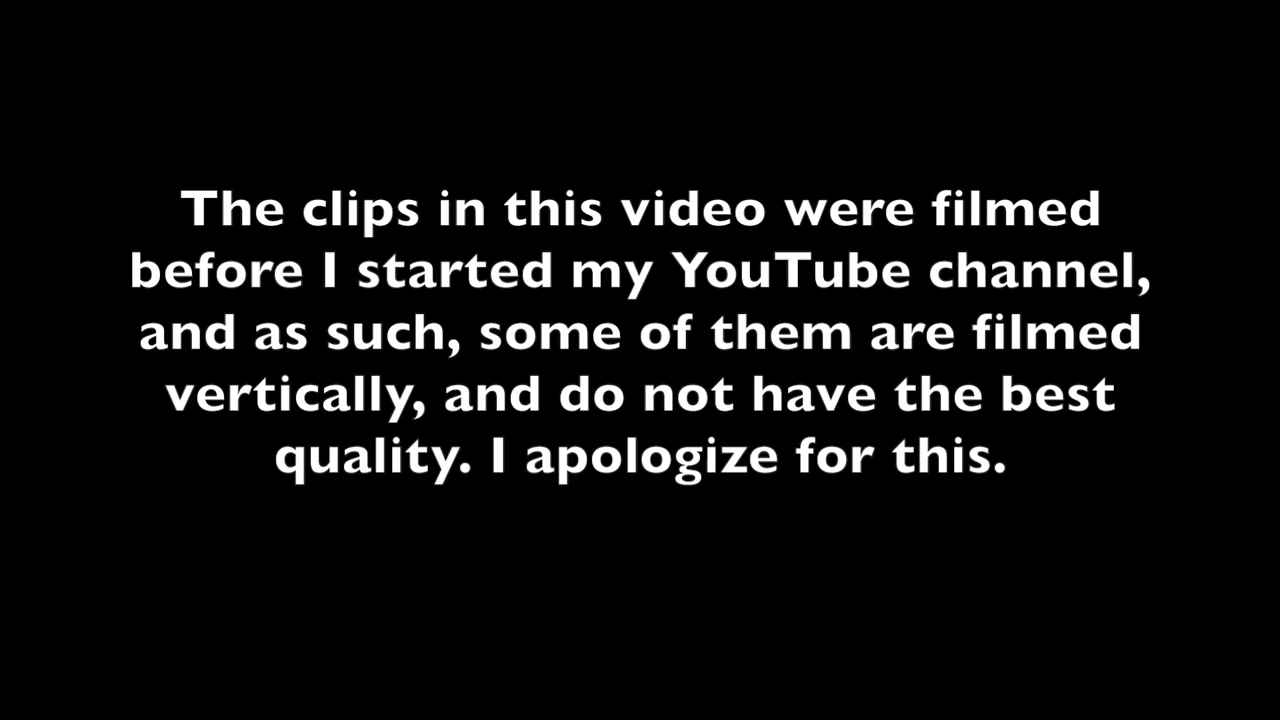 The clips in this video were filmed
before I started my YouTube channel,
and as such, some of them are filmed
vertically, and do not have the best
quality. I apologize for this.